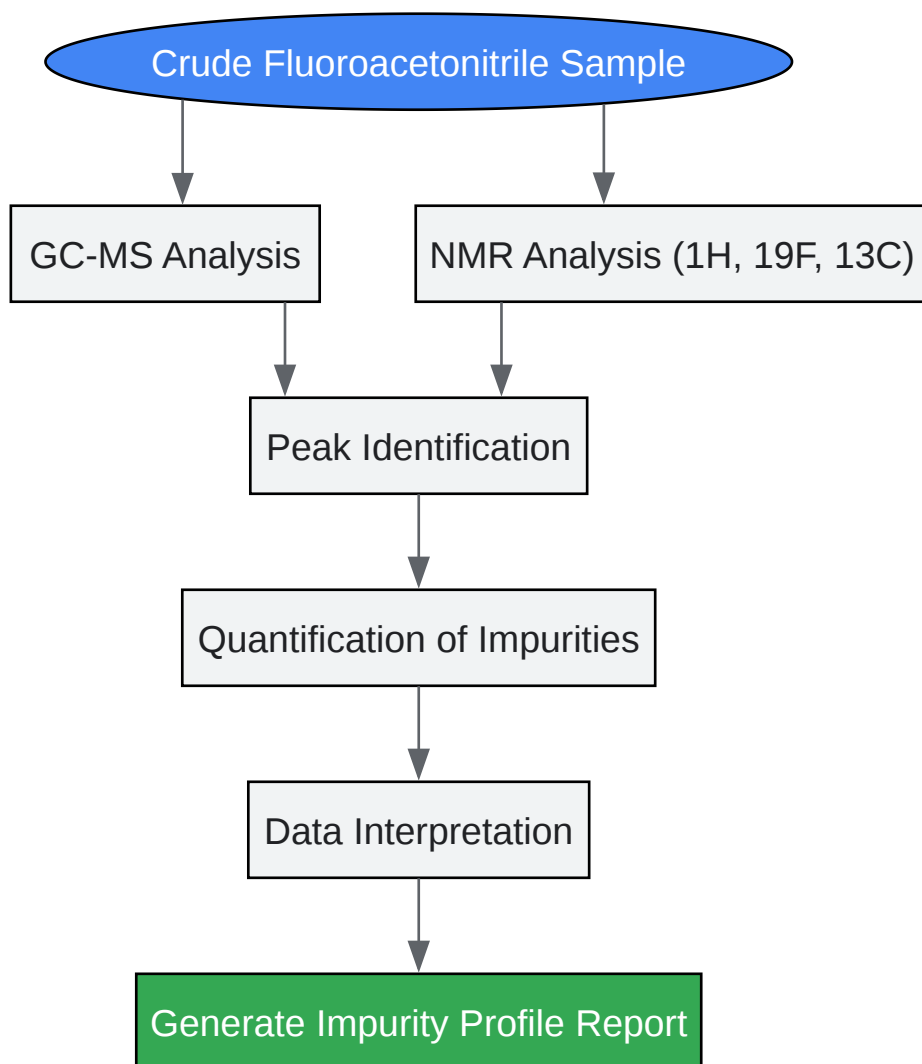 Crude Fluoroacetonitrile Sample
GC-MS Analysis
NMR Analysis (1H, 19F, 13C)
Peak Identification
Quantification of Impurities
Data Interpretation
Generate Impurity Profile Report